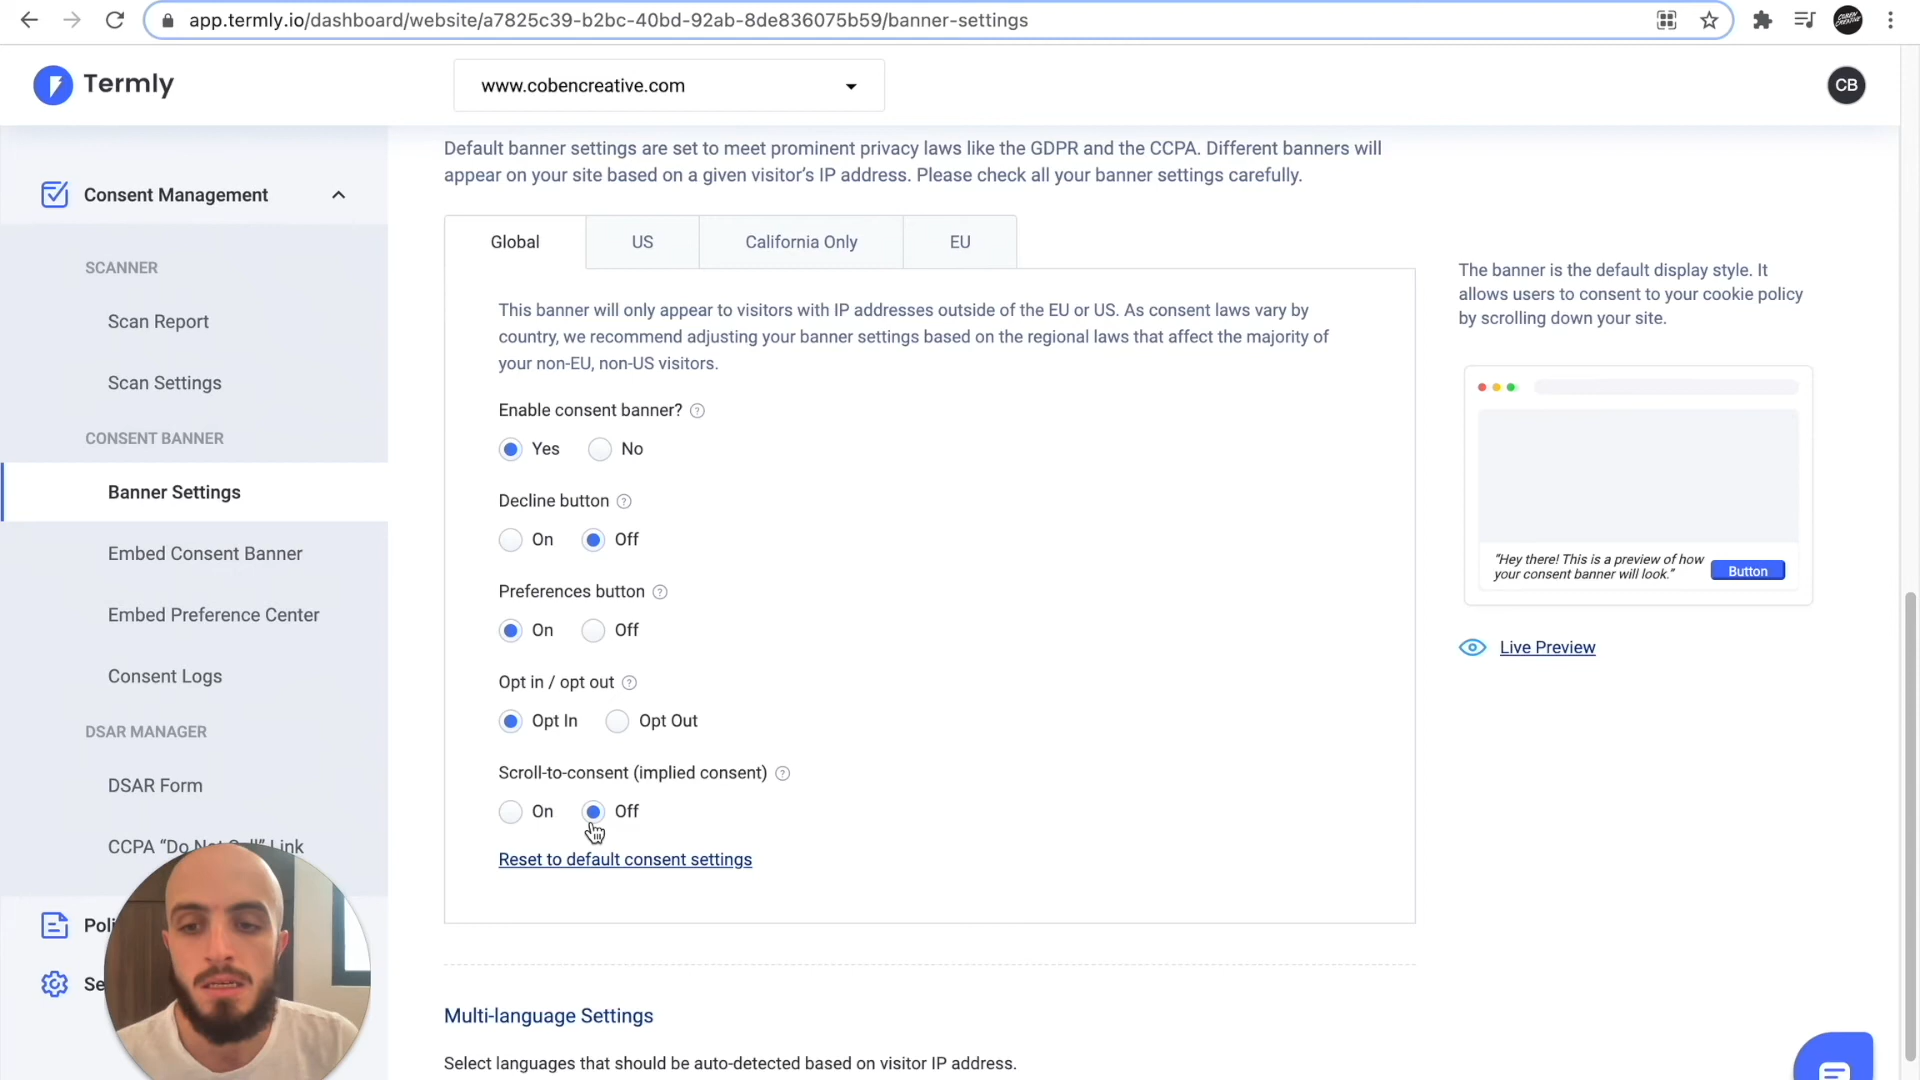 app.termly.io/dashboard/website/a7825c39-b2bc-40bd-92ab-8de836075b59/banner-settings
Termly
www.cobencreative.com
CB
Consent Management
SCANNER
Scan Report
Scan Settings
CONSENT BANNER
Banner Settings
Embed Consent Banner
Embed Preference Center
Consent Logs
DSAR MANAGER
DSAR Form
CCPA “Do Link
Default banner settings are set to meet prominent privacy laws like the GDPR and the CCPA. Different banners will
appear on your site based on a given visitor’s IP address. Please check all your banner settings carefully.
Global
US
California Only
EU
This banner will only appear to visitors with IP addresses outside of the EU or US. As consent laws vary by
country, we recommend adjusting your banner settings based on the regional laws that affect the majority of
your non-EU, non-US visitors.
Enable consent banner? ?
Yes No
Decline button ?
On Off
Preferences button ?
On Off
Opt in / opt out ?
Opt In Opt Out
Scroll-to-consent (implied consent) ?
On Off
Reset to default consent settings
Multi-language Settings
Select languages that should be auto-detected based on visitor IP address.
The banner is the default display style. It
allows users to consent to your cookie policy
by scrolling down your site.
“Hey there! This is a preview of how
your consent banner will look.”
Button
Live Preview